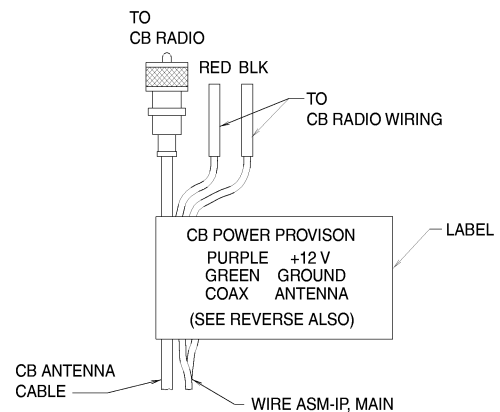 TO
CB RADIO
RED BLK
TO
CB RADIO WIRING
LABEL
CB POWER PROVISON
PURPLE +12 V
GREEN GROUND
COAX ANTENNA
(SEE REVERSE ALSO)
CB ANTENNA
CABLE
WIRE ASM-IP, MAIN